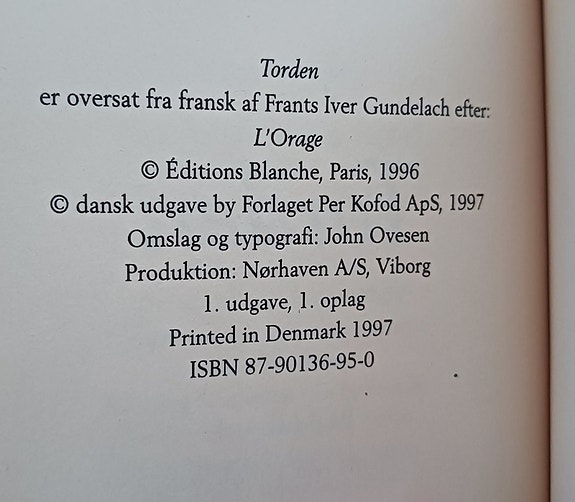 Torden
er oversat fra fransk af Frants Iver Gundelach efter:
L'Orage
© Éditions Blanche, Paris, 1996
© dansk udgave by Forlaget Per Kofod ApS, 1997
Omslag og typografi: John Ovesen
Produktion: Nørhaven A/S, Viborg
1. udgave, 1. oplag
Printed in Denmark 1997
ISBN 87-90136-95-0